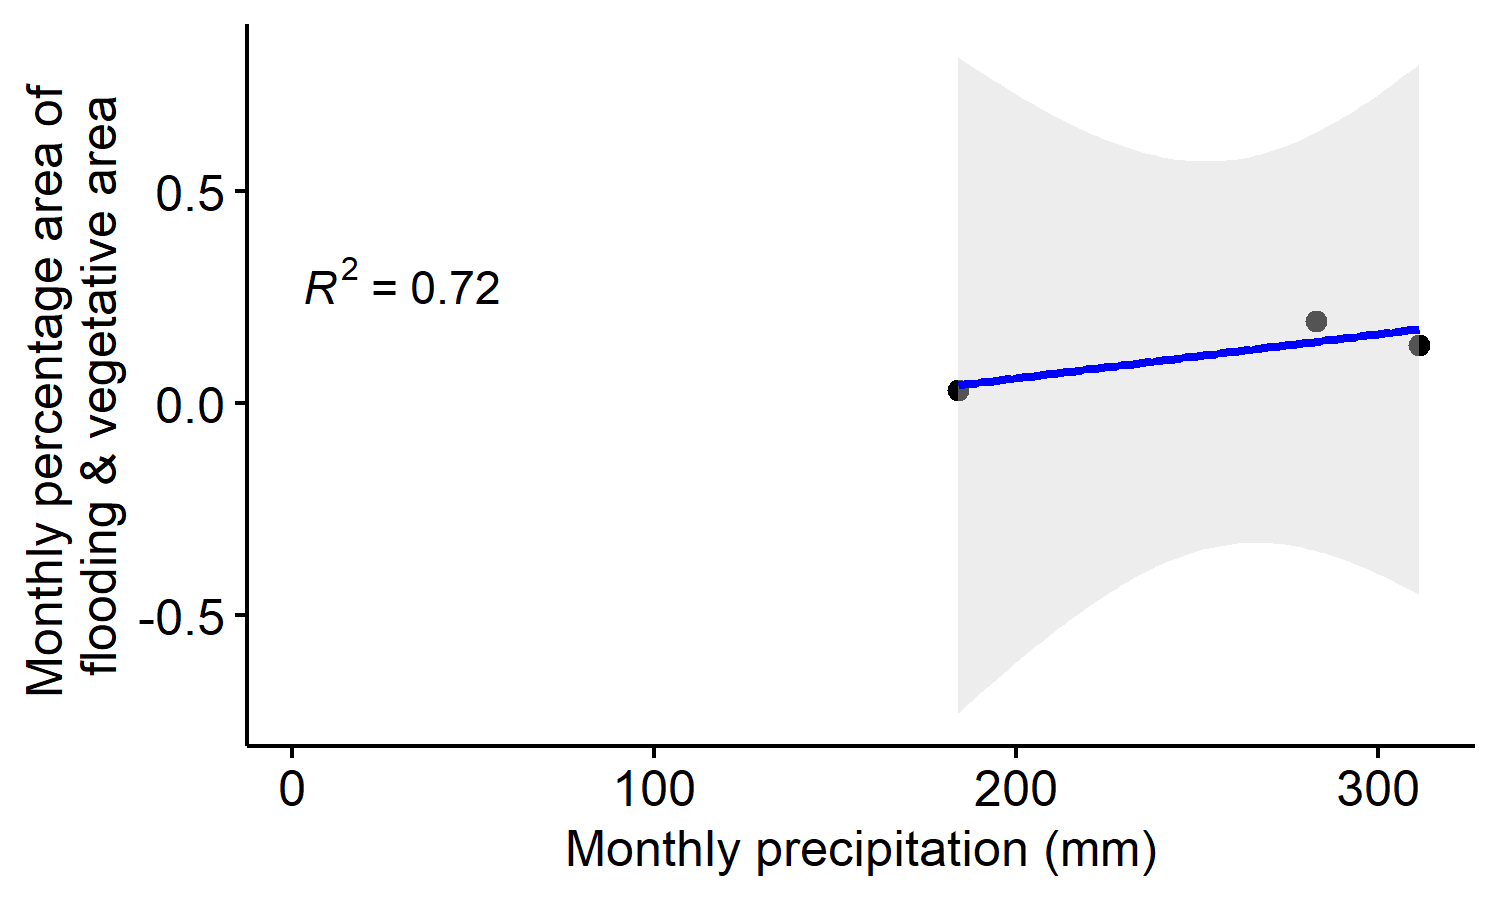 Monthly percentage area of
flooding & vegetative area
0.5
0.0
-0.5
R² = 0.72
0 100 200 300
Monthly precipitation (mm)